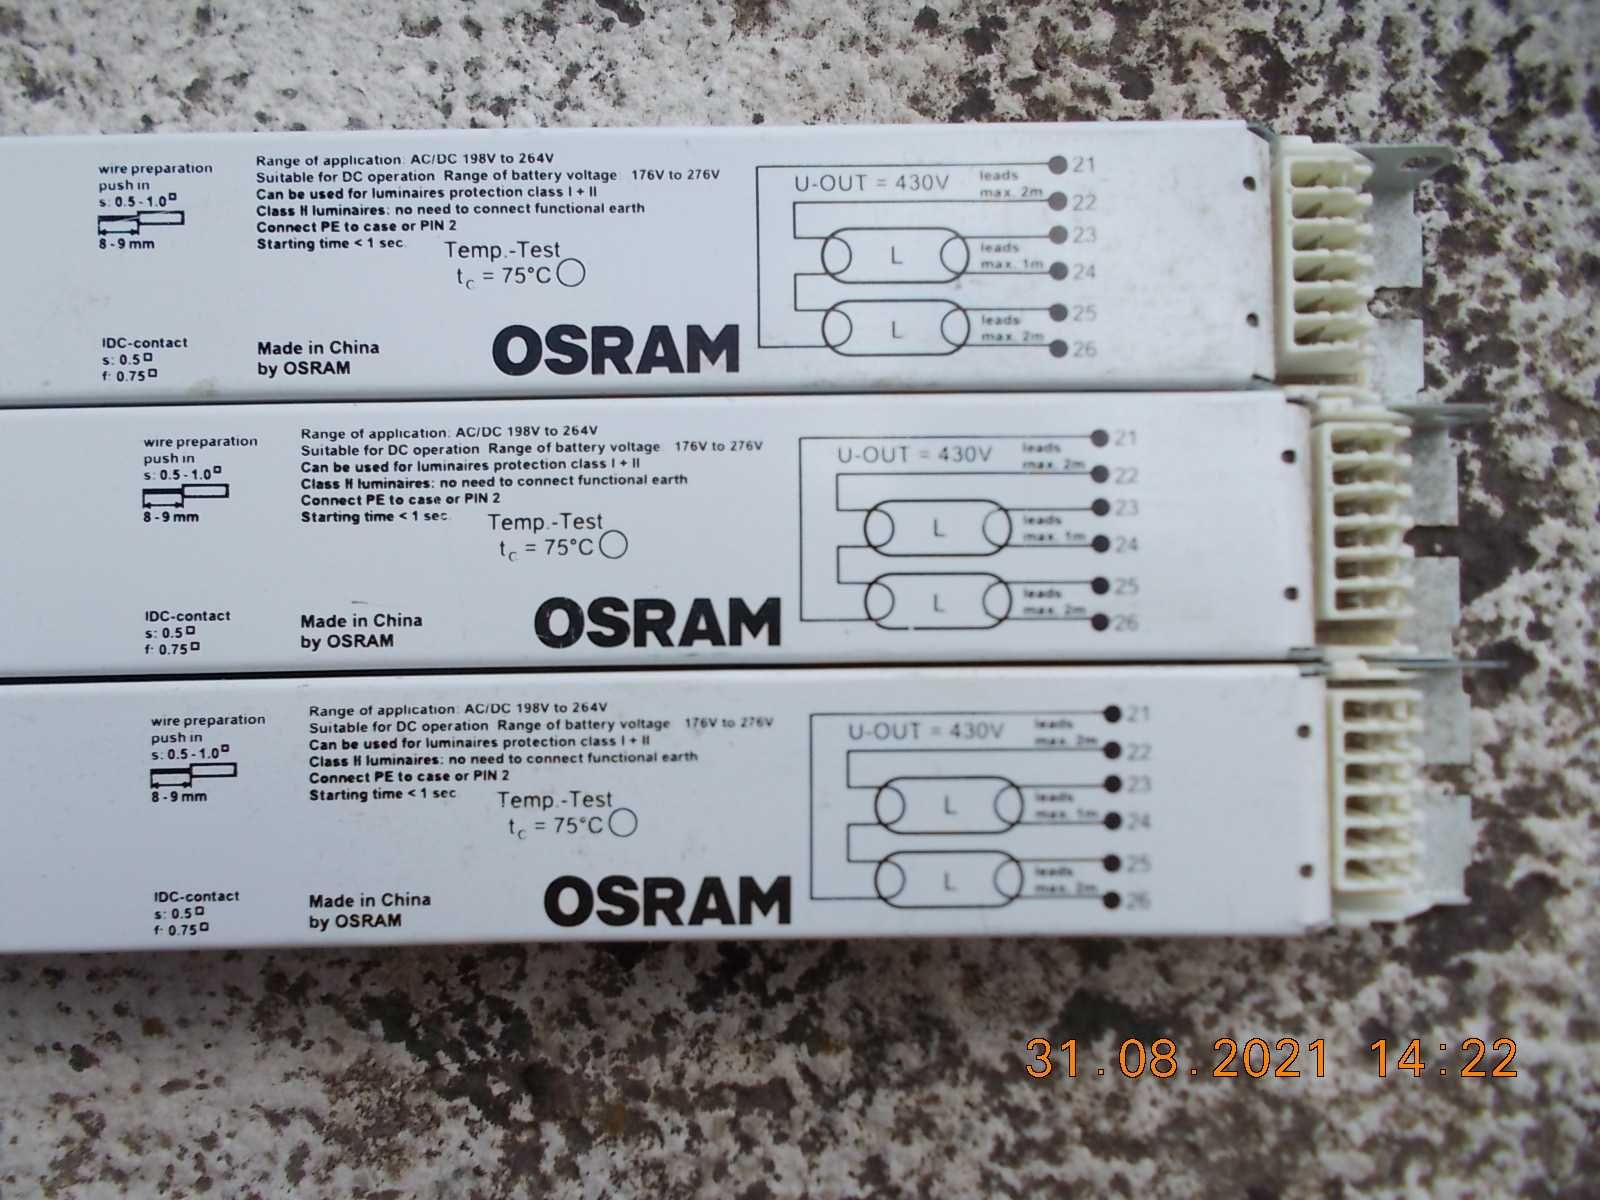 wire preparation
push in
s: 0.5 - 1.0
8 - 9 mm
IDC-contact
s: 0.5
f: 0.75
Range of application: AC/DC 198V to 264V
Suitable for DC operation Range of battery voltage 176V to 276V
Can be used for luminaires protection class I + II
Class II luminaires: no need to connect functional earth
Connect PE to case or PIN 2
Starting time < 1 sec.
Temp.-Test
tc = 75°C
Made in China
by OSRAM
OSRAM
U-OUT = 430V
leads
max. 2m
leads
max. 1m
leads
max. 2m
L
L
21
22
23
24
25
26
wire preparation
push in
s: 0.5 - 1.0
8 - 9 mm
IDC-contact
s: 0.5
f: 0.75
Range of application: AC/DC 198V to 264V
Suitable for DC operation Range of battery voltage 176V to 276V
Can be used for luminaires protection class I + II
Class II luminaires: no need to connect functional earth
Connect PE to case or PIN 2
Starting time < 1 sec.
Temp.-Test
tc = 75°C
Made in China
by OSRAM
OSRAM
U-OUT = 430V
leads
max. 2m
leads
max. 1m
leads
max. 2m
L
L
21
22
23
24
25
26
wire preparation
push in
s: 0.5 - 1.0
8 - 9 mm
IDC-contact
s: 0.5
f: 0.75
Range of application: AC/DC 198V to 264V
Suitable for DC operation Range of battery voltage 176V to 276V
Can be used for luminaires protection class I + II
Class II luminaires: no need to connect functional earth
Connect PE to case or PIN 2
Starting time < 1 sec
Temp.-Test
tc = 75°C
Made in China
by OSRAM
OSRAM
U-OUT = 430V
leads
max. 2m
leads
max. 1m
leads
max. 2m
L
L
21
22
23
24
25
26
31.08.2021 14:22